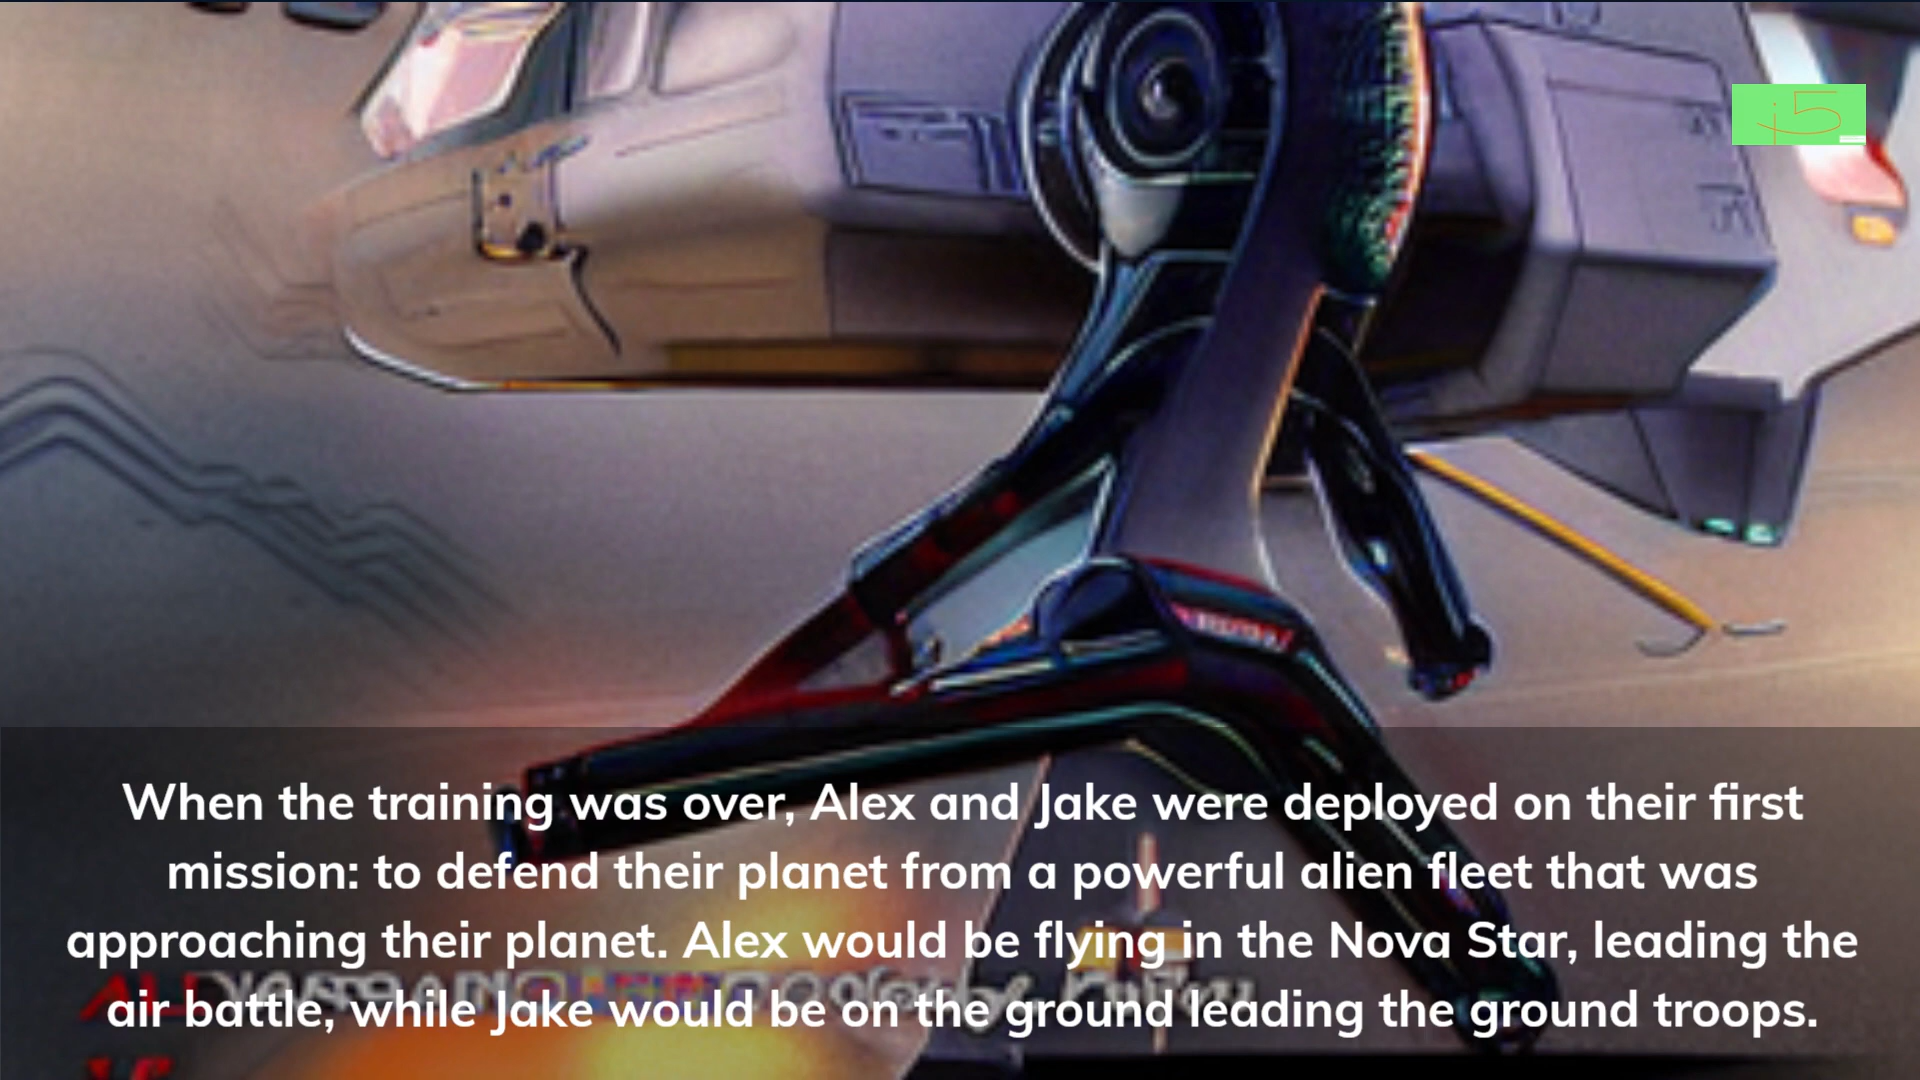 i5
When the training was over, Alex and Jake were deployed on their first
mission: to defend their planet from a powerful alien fleet that was
approaching their planet. Alex would be flying in the Nova Star, leading the
air battle, while Jake would be on the ground leading the ground troops.